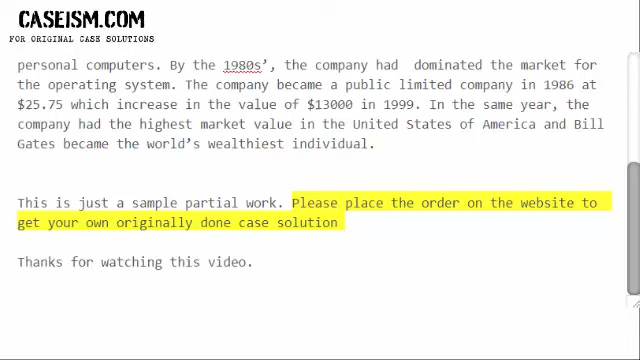 CASEISM.COM
FOR ORIGINAL CASE SOLUTIONS
personal computers. By the 1980s’, the company had dominated the market for
the operating system. The company became a public limited company in 1986 at
$25.75 which increase in the value of $13000 in 1999. In the same year, the
company had the highest market value in the United States of America and Bill
Gates became the world’s wealthiest individual.
This is just a sample partial work. Please place the order on the website to
get your own originally done case solution
Thanks for watching this video.